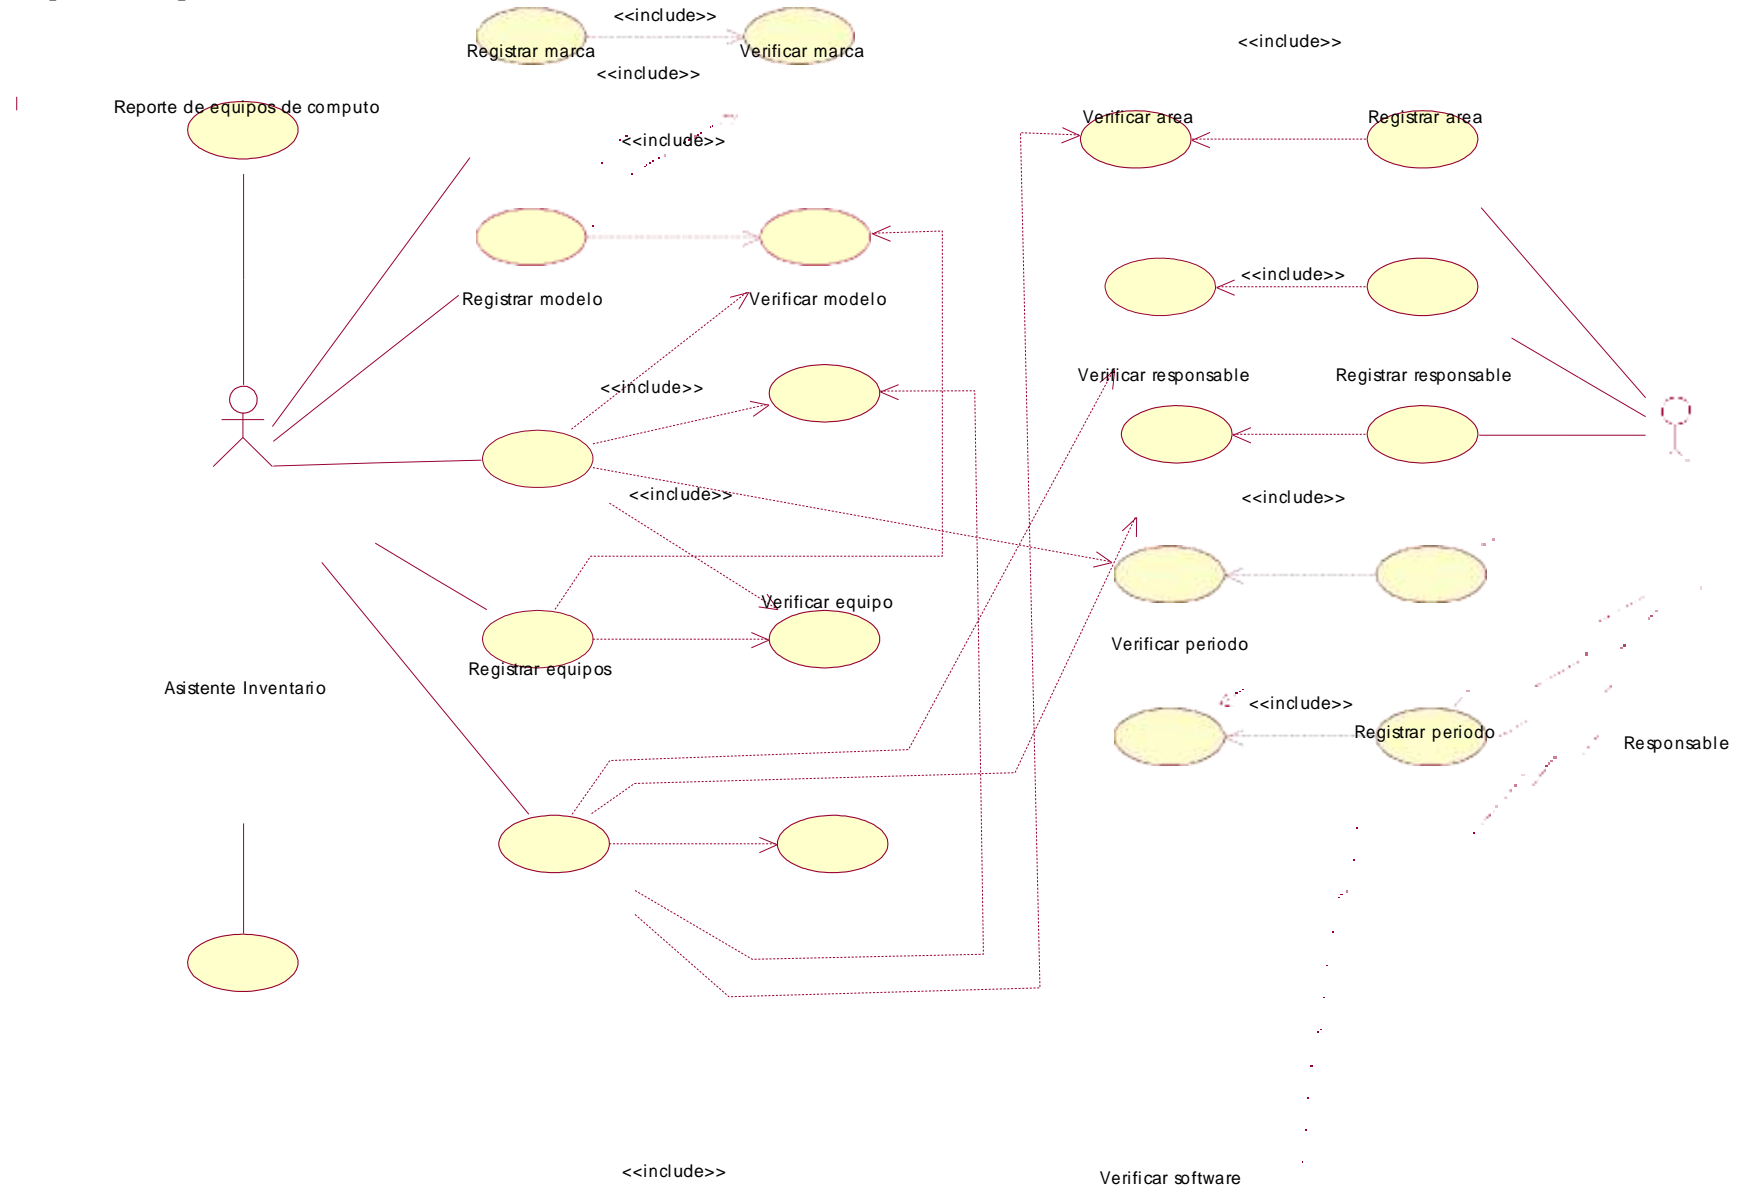 <<include>>
<<include>>
Registrar marca
Verificar marca
<<include>>
Reporte de equipos de computo
Verificar area
Registrar area
<<include>>
<<include>>
Registrar modelo
Verificar modelo
Verificar responsable
Registrar responsable
<<include>>
<<include>>
<<include>>
Verificar equipo
Verificar periodo
Registrar equipos
Asistente Inventario
<<include>>
Registrar periodo
Responsable
<<include>>
Verificar software